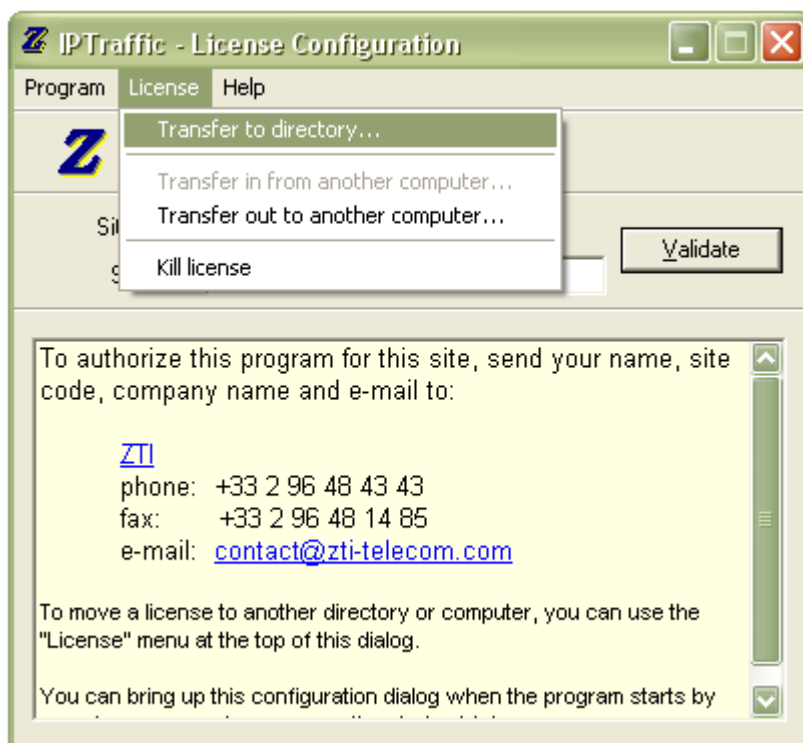 IPTraffic - License Configuration
Program License Help
Transfer to directory...
Transfer in from another computer...
Transfer out to another computer...
Kill license
Validate
To authorize this program for this site, send your name, site
code, company name and e-mail to:
ZTI
phone: +33 2 96 48 43 43
fax: +33 2 96 48 14 85
e-mail: contact@zti-telecom.com
To move a license to another directory or computer, you can use the
"License" menu at the top of this dialog.
You can bring up this configuration dialog when the program starts by